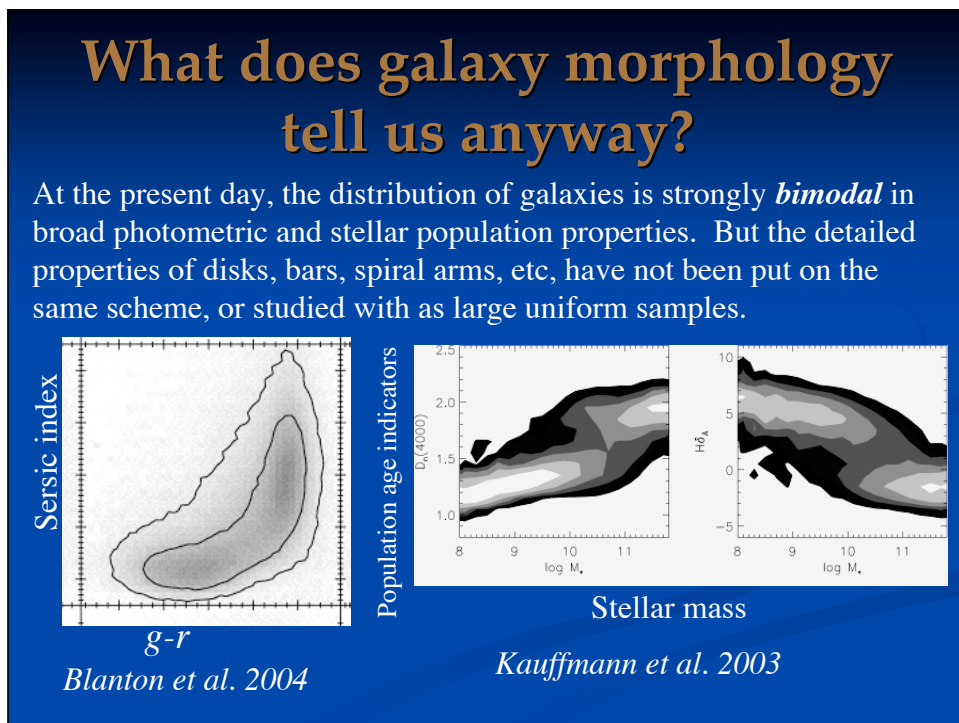 What does galaxy morphology
tell us anyway?
At the present day, the distribution of galaxies is strongly bimodal in
broad photometric and stellar population properties. But the detailed
properties of disks, bars, spiral arms, etc, have not been put on the
same scheme, or studied with as large uniform samples.
Sersic index
g-r
Blanton et al. 2004
Population age indicators
Dn(4000)
2.5
2.0
1.5
1.0
8 9 10 11
log M*
HδA
10
5
0
−5
8 9 10 11
log M*
Stellar mass
Kauffmann et al. 2003